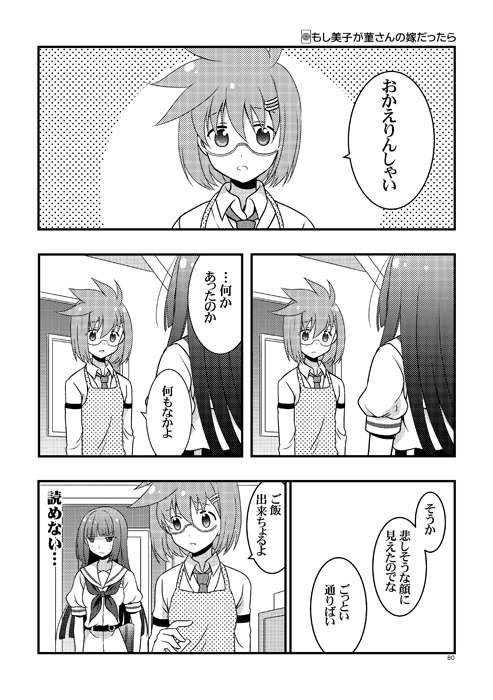 もし美子が菫さんの嫁だったら
おかえりんしゃい
…何か
あったのか
何もなかよ
そうか
悲しそうな顔に
見えたのでな
ごっとい
通りばい
ご飯
出来ちょるよ
読めない…
80